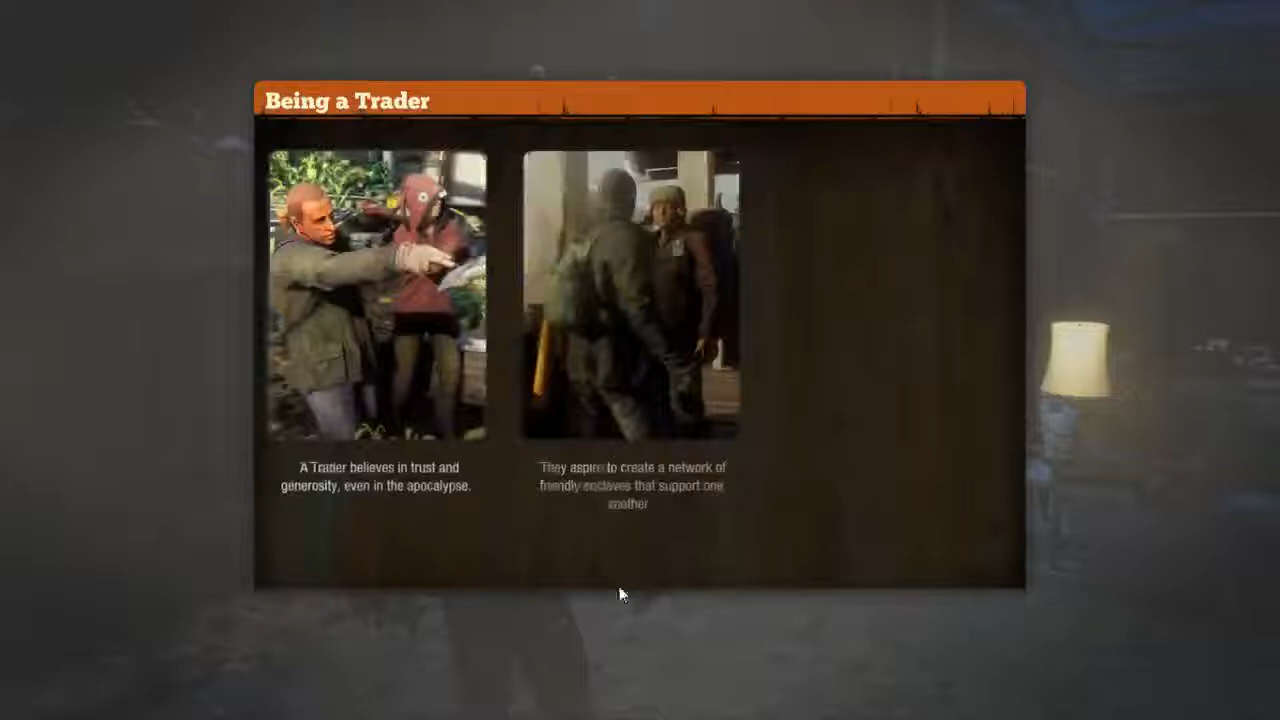 Being a Trader
A Trader believes in trust and
generosity, even in the apocalypse.
They aspire to create a network of
friendly enclaves that support one
another